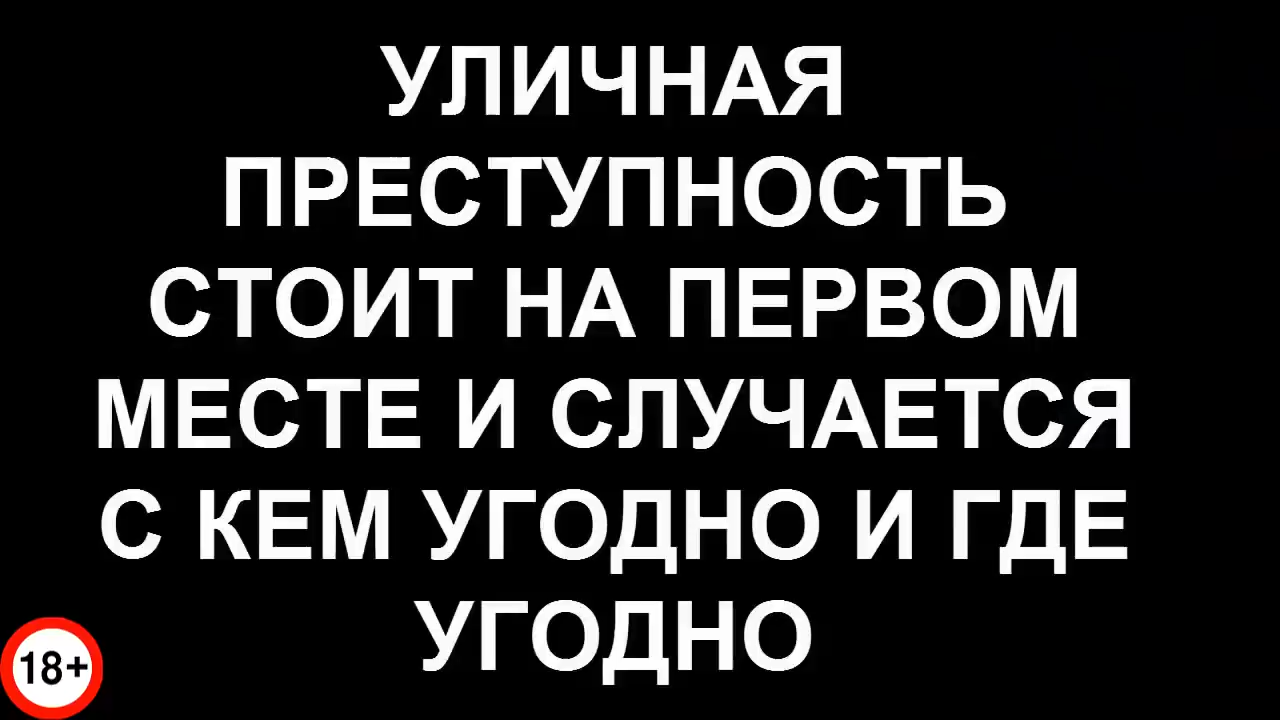 УЛИЧНАЯ
ПРЕСТУПНОСТЬ
СТОИТ НА ПЕРВОМ
МЕСТЕ И СЛУЧАЕТСЯ
С КЕМ УГОДНО И ГДЕ
УГОДНО
18+